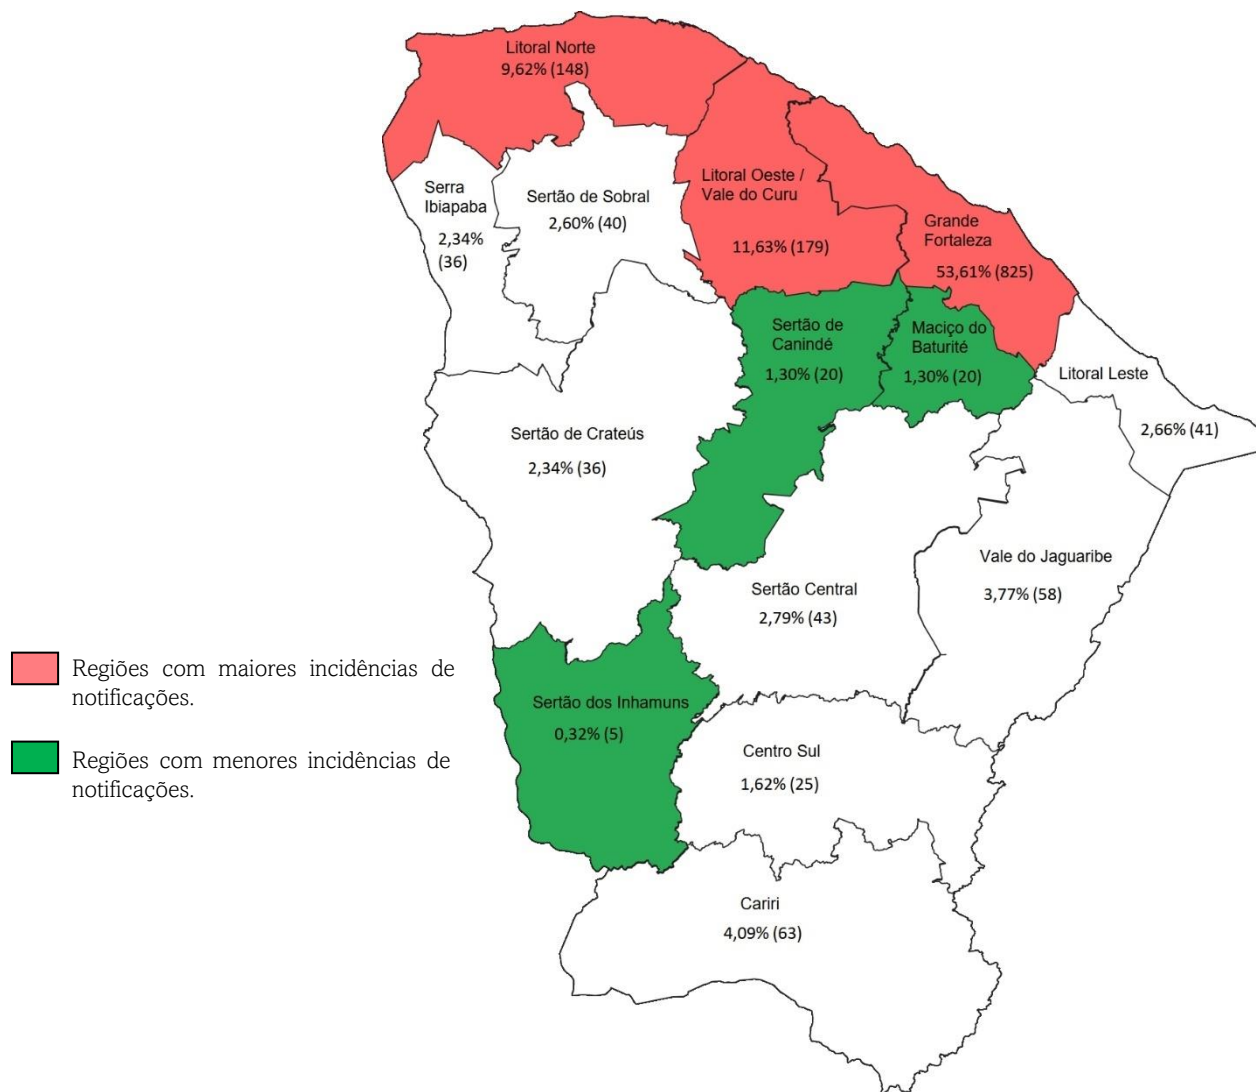 Litoral Norte
9,62% (148)
Serra
Ibiapaba
2,34%
(36)
Sertão de Sobral
2,60% (40)
Litoral Oeste /
Vale do Curu
11,63% (179)
Grande
Fortaleza
53,61% (825)
Sertão de
Canindé
1,30% (20)
Maciço do
Baturité
1,30% (20)
Litoral Leste
2,66% (41)
Sertão de Crateús
2,34% (36)
Vale do Jaguaribe
3,77% (58)
Sertão Central
2,79% (43)
Regiões com maiores incidências de
notificações.
Regiões com menores incidências de
notificações.
Sertão dos Inhamuns
0,32% (5)
Centro Sul
1,62% (25)
Cariri
4,09% (63)